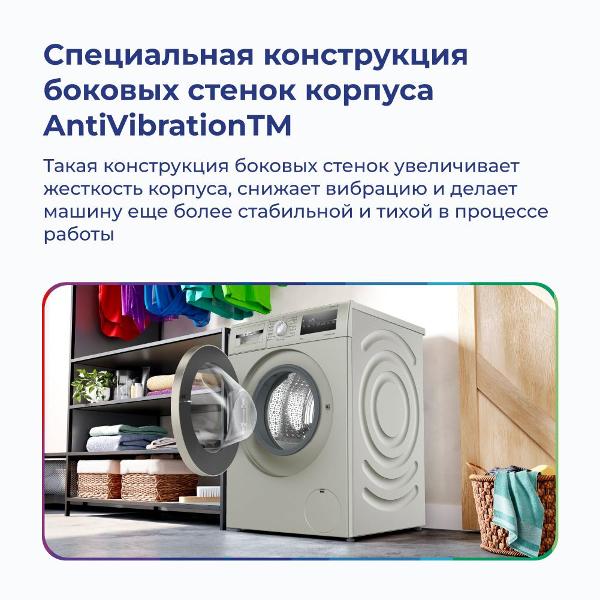 Специальная конструкция
боковых стенок корпуса
AntiVibrationTM
Такая конструкция боковых стенок увеличивает
жесткость корпуса, снижает вибрацию и делает
машину еще более стабильной и тихой в процессе
работы